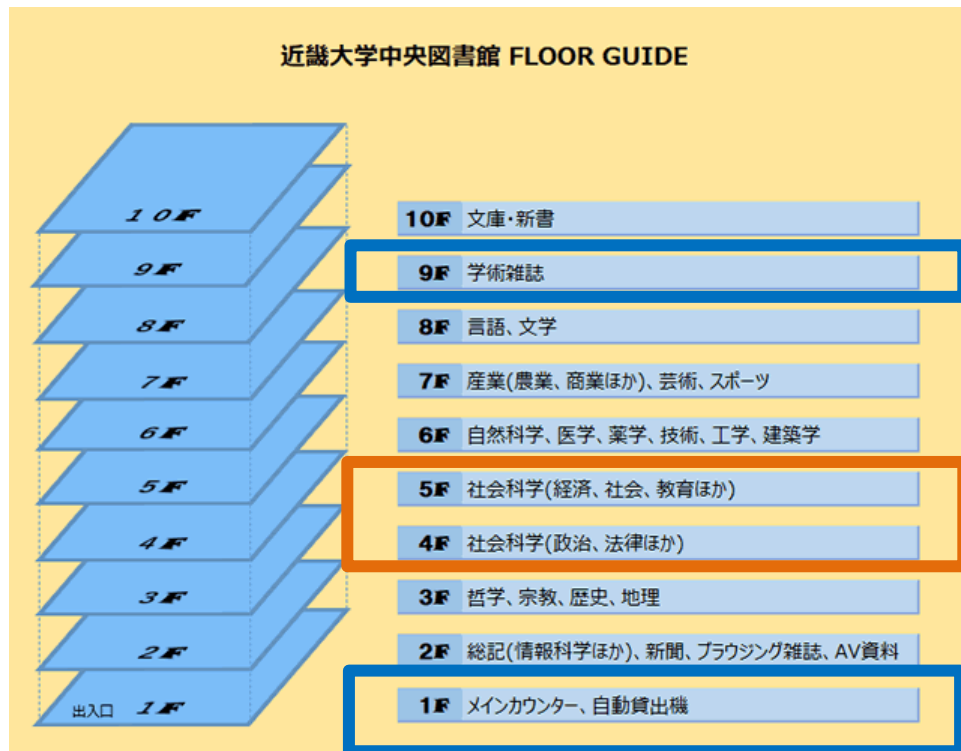 近畿大学中央図書館 FLOOR GUIDE
10F
9F
8F
7F
6F
5F
4F
3F
2F
出入口 1F
10F 文庫・新書
9F 学術雑誌
8F 言語、文学
7F 産業(農業、商業ほか)、芸術、スポーツ
6F 自然科学、医学、薬学、技術、工学、建築学
5F 社会科学(経済、社会、教育ほか)
4F 社会科学(政治、法律ほか)
3F 哲学、宗教、歴史、地理
2F 総記(情報科学ほか)、新聞、ブラウジング雑誌、AV資料
1F メインカウンター、自動貸出機